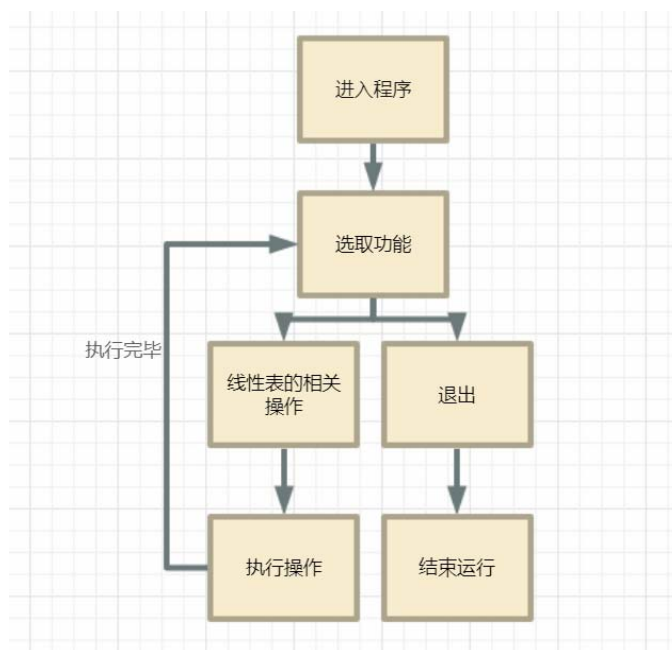 进入程序
选取功能
执行完毕
线性表的相关
操作
退出
执行操作
结束运行